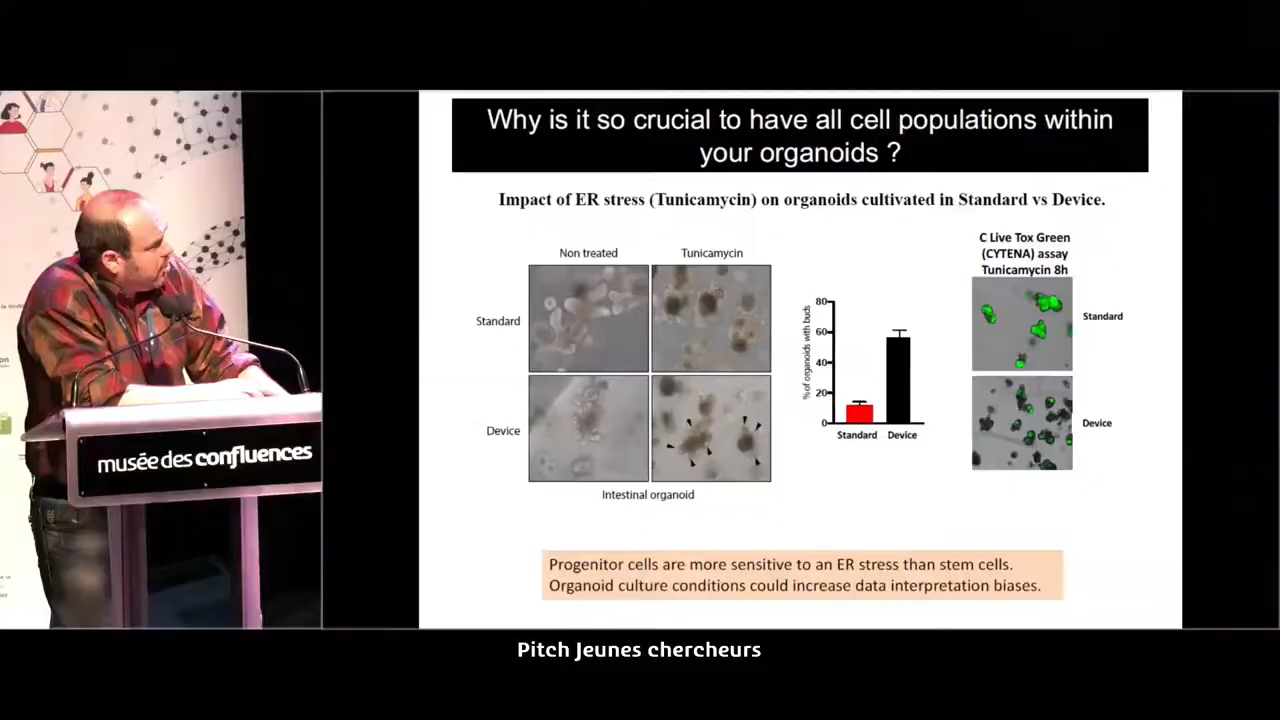 Why is it so crucial to have all cell populations within
your organoids ?
Impact of ER stress (Tunicamycin) on organoids cultivated in Standard vs Device.
Non treated
Tunicamycin
Standard
Device
Intestinal organoid
% of organoids with buds
80
60
40
20
0
Standard
Device
C Live Tox Green
(CYTENA) assay
Tunicamycin 8h
Standard
Device
Progenitor cells are more sensitive to an ER stress than stem cells.
Organoid culture conditions could increase data interpretation biases.
musée des confluences
Pitch Jeunes chercheurs